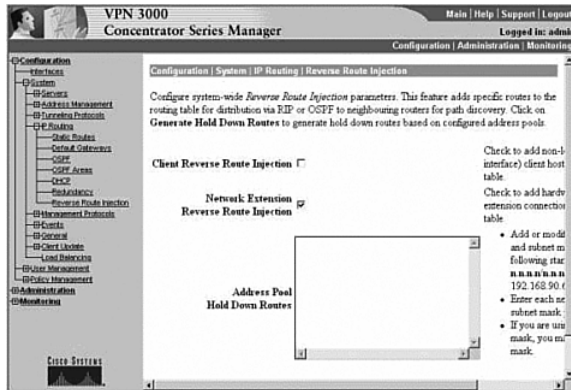 VPN 3000
Concentrator Series Manager
Main | Help | Support | Logout
Logged in: admi
Configuration | Administration | Monitoring
Configuration
Interfaces
System
Servers
Address Management
Tunneling Protocols
IP Routing
Static Routes
Default Gateways
OSPF
OSPF Areas
DHCP
Redundancy
Reverse Route Injection
Management Protocols
Events
General
Client Update
Load Balancing
User Management
Policy Management
Administration
Monitoring
CISCO SYSTEMS
Configuration | System | IP Routing | Reverse Route Injection
Configure system-wide Reverse Route Injection parameters. This feature adds specific routes to the
routing table for distribution via RIP or OSPF to neighbouring routers for path discovery. Click on
Generate Hold Down Routes to generate hold down routes based on configured address pools.
Client Reverse Route Injection
Check to add non-l
interface) client host
table.
Network Extension
Reverse Route Injection
Check to add hardw
extension connection
table.
Address Pool
Hold Down Routes
Add or modif
and subnet m
following star
n.n.n.n/n.n.n
192.168.90.6
Enter each ne
subnet mask
If you are usi
mask, you m
mask.